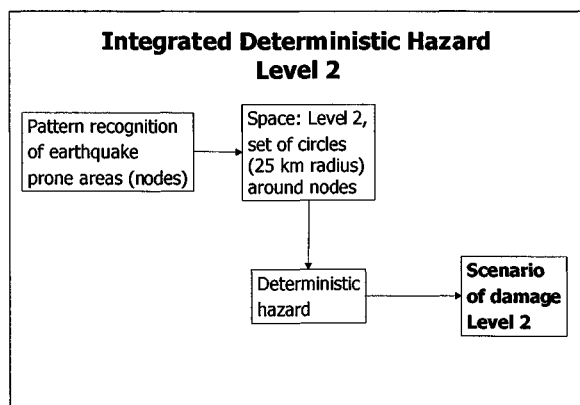 Integrated Deterministic Hazard
Level 2
Pattern recognition
of earthquake
prone areas (nodes)
Space: Level 2,
set of circles
(25 km radius)
around nodes
Deterministic
hazard
Scenario
of damage
Level 2